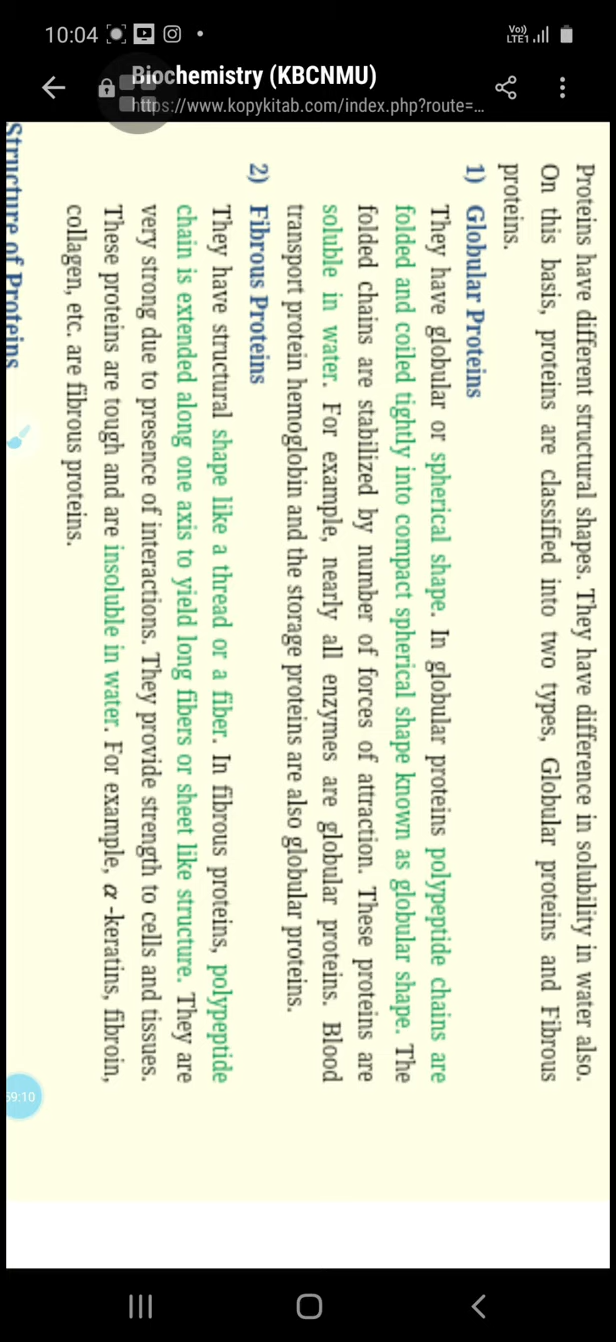 10:04
Vo))
LTE1
Biochemistry (KBCNMU)
https://www.kopykitab.com/index.php?route=...
Proteins have different structural shapes. They have difference in solubility in water also.
On this basis, proteins are classified into two types, Globular proteins and Fibrous
proteins.
1) Globular Proteins
They have globular or spherical shape. In globular proteins polypeptide chains are
folded and coiled tightly into compact spherical shape known as globular shape. The
folded chains are stabilized by number of forces of attraction. These proteins are
soluble in water. For example, nearly all enzymes are globular proteins. Blood
transport protein hemoglobin and the storage proteins are also globular proteins.
2) Fibrous Proteins
They have structural shape like a thread or a fiber. In fibrous proteins, polypeptide
chain is extended along one axis to yield long fibers or sheet like structure. They are
very strong due to presence of interactions. They provide strength to cells and tissues.
These proteins are tough and are insoluble in water. For example, α -keratins, fibroin,
collagen, etc. are fibrous proteins.
Structure of Proteins
59:10